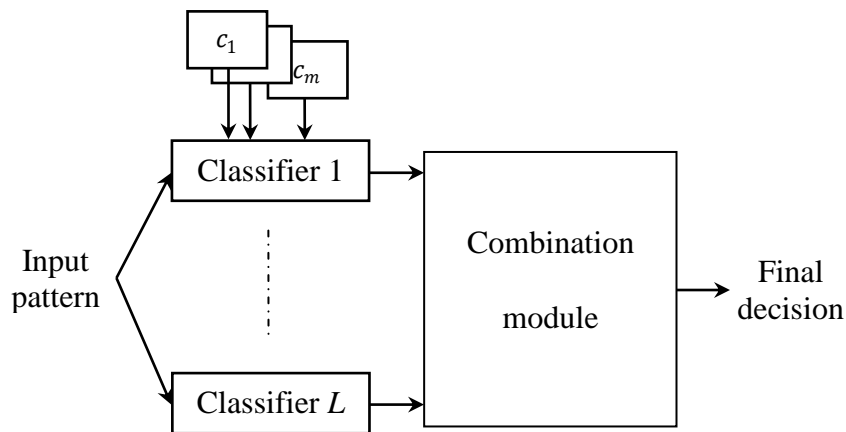 c₁
cₘ
Classifier 1
Combination
module
Input
pattern
Final
decision
Classifier L